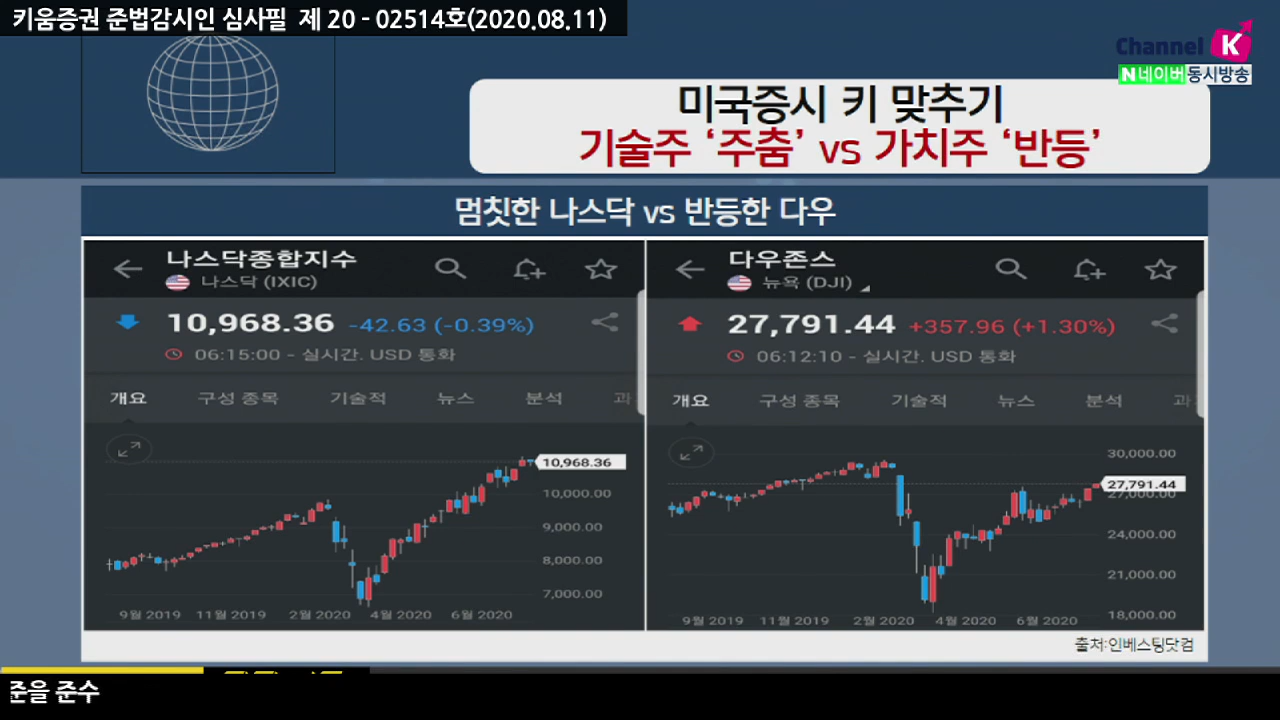 키움증권 준법감시인 심사필 제 20 - 02514호(2020.08.11)
Channel K
N 네이버 동시방송
미국증시 키 맞추기
기술주 ‘주춤’ vs 가치주 ‘반등’
멈칫한 나스닥 vs 반등한 다우
나스닥종합지수
나스닥 (IXIC)
10,968.36 -42.63 (-0.39%)
06:15:00 - 실시간. USD 통화
개요 구성 종목 기술적 뉴스 분석 과
10,968.36
10,000.00
9,000.00
8,000.00
7,000.00
9월 2019 11월 2019 2월 2020 4월 2020 6월 2020
다우존스
뉴욕 (DJI)
27,791.44 +357.96 (+1.30%)
06:12:10 - 실시간. USD 통화
개요 구성 종목 기술적 뉴스 분석 과
30,000.00
27,791.44
27,000.00
24,000.00
21,000.00
18,000.00
9월 2019 11월 2019 2월 2020 4월 2020 6월 2020
출처:인베스팅닷컴
준을 준수